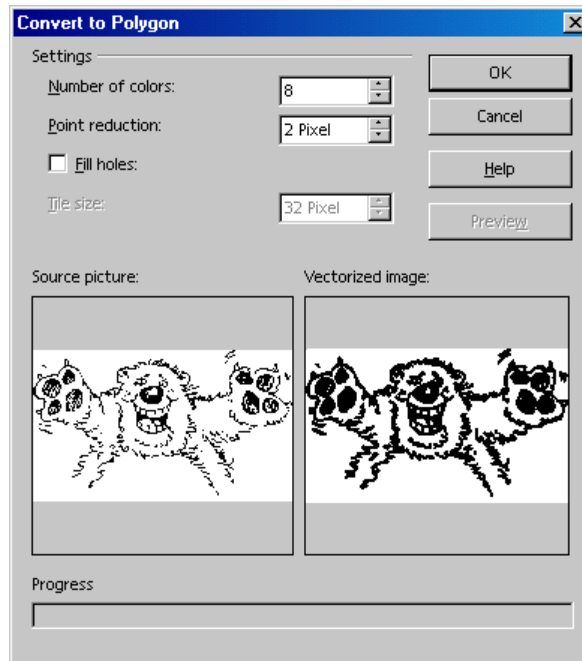 Convert to Polygon
Settings
Number of colors:
8
OK
Point reduction:
2 Pixel
Cancel
Fill holes:
Help
Tile size:
32 Pixel
Preview
Source picture:
Vectorized image:
Progress